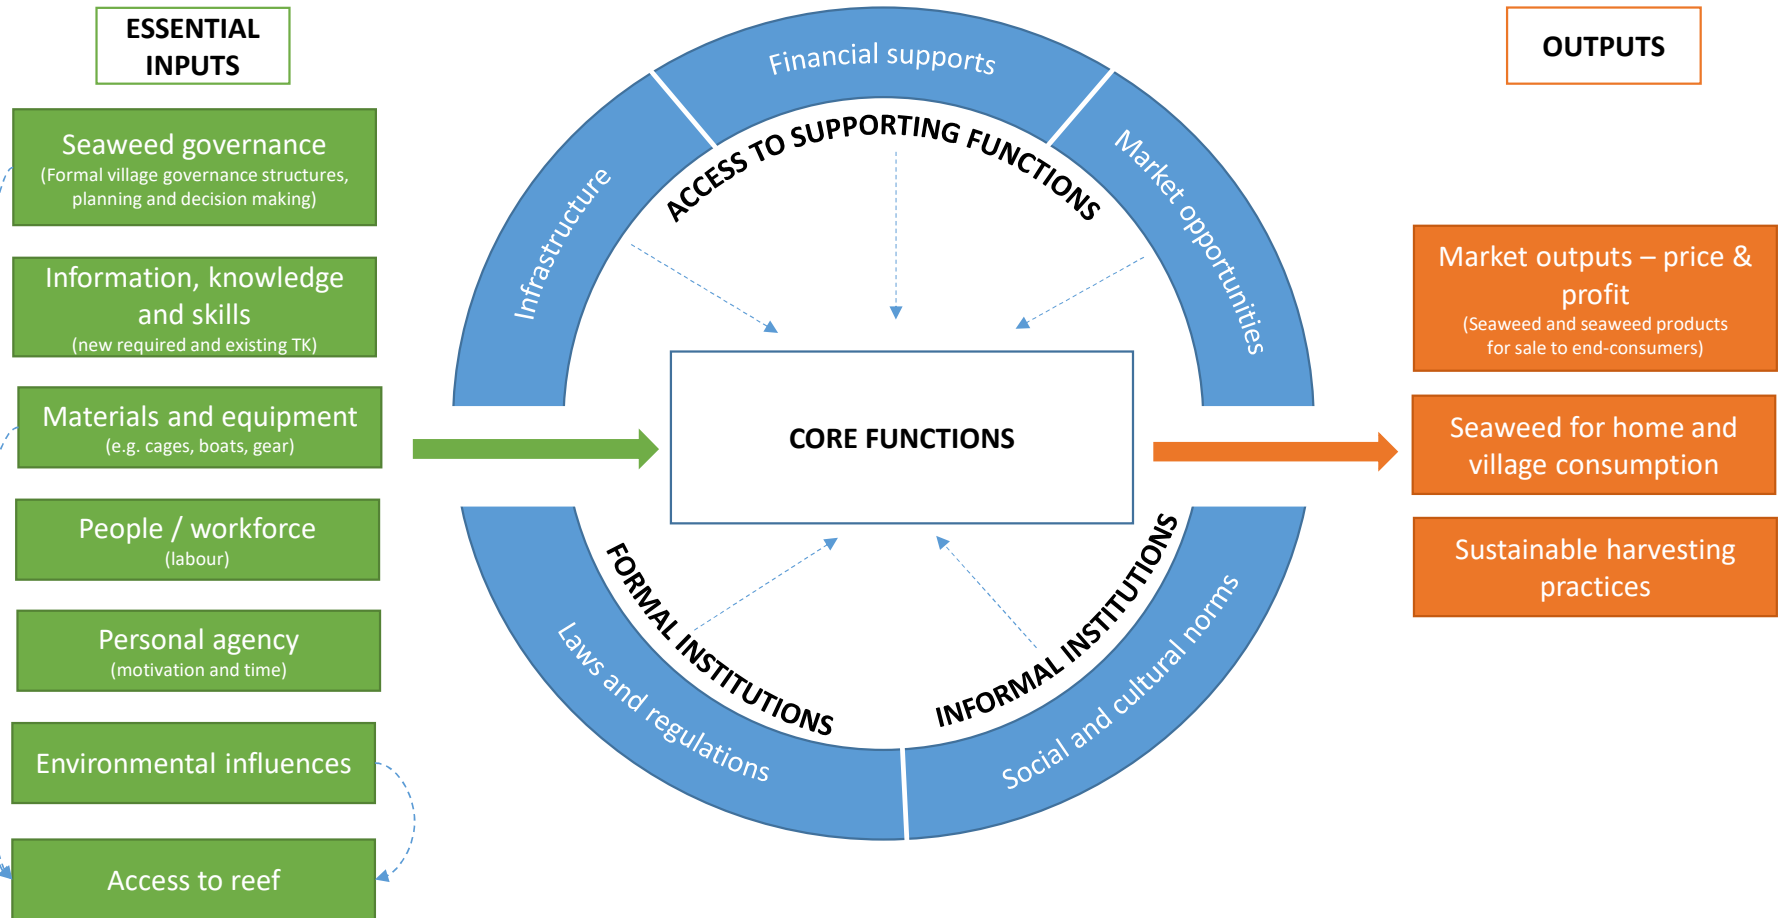 ESSENTIAL
INPUTS
Seaweed governance
(Formal village governance structures,
planning and decision making)
Information, knowledge
and skills
(new required and existing TK)
Materials and equipment
(e.g. cages, boats, gear)
People / workforce
(labour)
Personal agency
(motivation and time)
Environmental influences
Access to reef
Infrastructure
Financial supports
Market opportunities
ACCESS TO SUPPORTING FUNCTIONS
CORE FUNCTIONS
FORMAL INSTITUTIONS
INFORMAL INSTITUTIONS
Laws and regulations
Social and cultural norms
OUTPUTS
Market outputs – price &
profit
(Seaweed and seaweed products
for sale to end-consumers)
Seaweed for home and
village consumption
Sustainable harvesting
practices